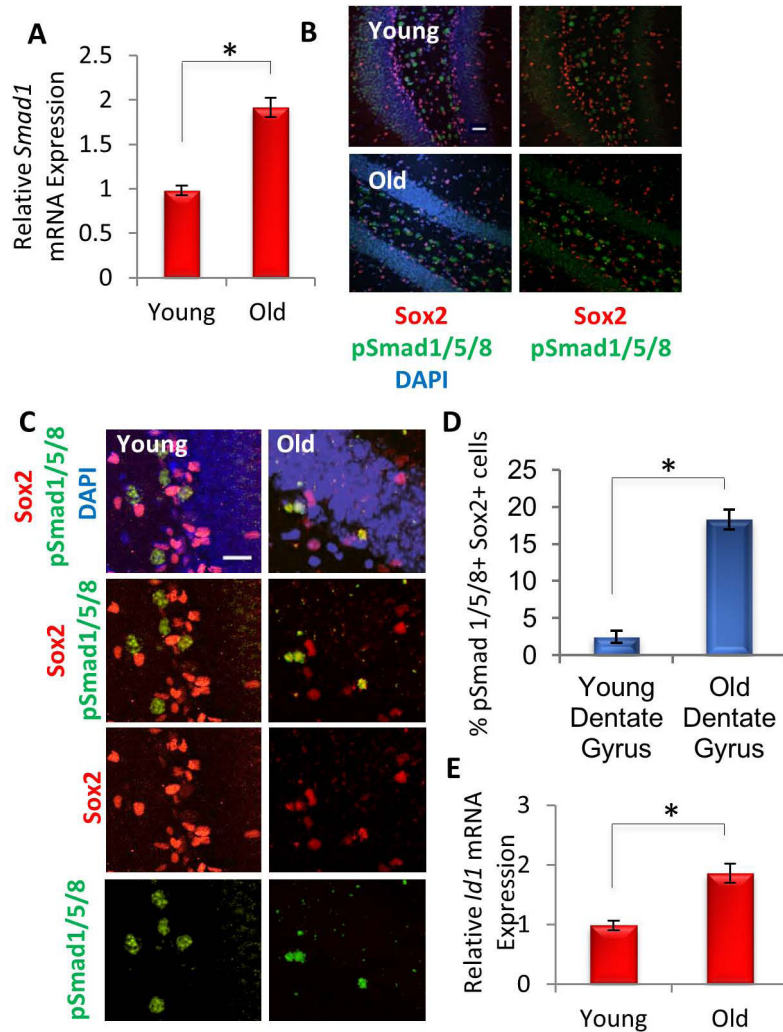 A
*
Relative Smad1
mRNA Expression
2.5
2
1.5
1
0.5
0
Young
Old
B
Young
Old
Sox2
pSmad1/5/8
DAPI
Sox2
pSmad1/5/8
C
Young
Old
Sox2
pSmad1/5/8
DAPI
Sox2
pSmad1/5/8
Sox2
pSmad1/5/8
D
*
% pSmad 1/5/8+ Sox2+ cells
25
20
15
10
5
0
Young
Dentate
Gyrus
Old
Dentate
Gyrus
E
*
Relative Id1 mRNA
Expression
3
2
1
0
Young
Old